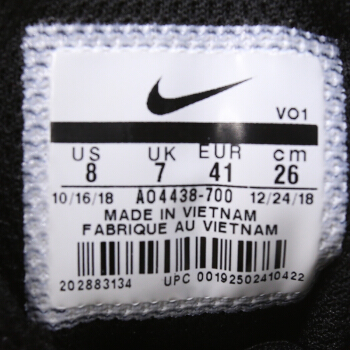 VO1
US UK EUR cm
8 7 41 26
10/16/18 AO4438-700 12/24/18
MADE IN VIETNAM
FABRIQUE AU VIETNAM
202883134 UPC 00192502410422